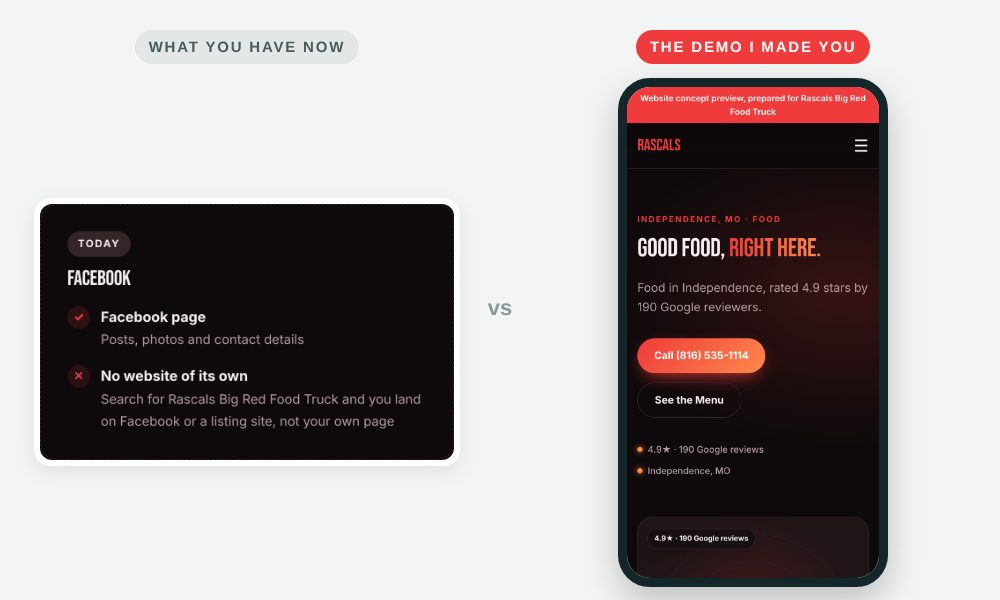 WHAT YOU HAVE NOW
TODAY
FACEBOOK
Facebook page
Posts, photos and contact details
No website of its own
Search for Rascals Big Red Food Truck and you land
on Facebook or a listing site, not your own page
vs
THE DEMO I MADE YOU
Website concept preview, prepared for Rascals Big Red
Food Truck
RASCALS
INDEPENDENCE, MO · FOOD
GOOD FOOD, RIGHT HERE.
Food in Independence, rated 4.9 stars by
190 Google reviewers.
Call (816) 535-1114
See the Menu
4.9★ · 190 Google reviews
Independence, MO
4.9★ · 190 Google reviews